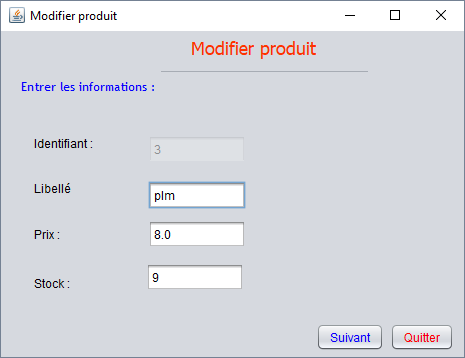 Modifier produit
Modifier produit
Entrer les informations :
Identifiant : 3
Libellé plm
Prix : 8.0
Stock : 9
Suivant Quitter